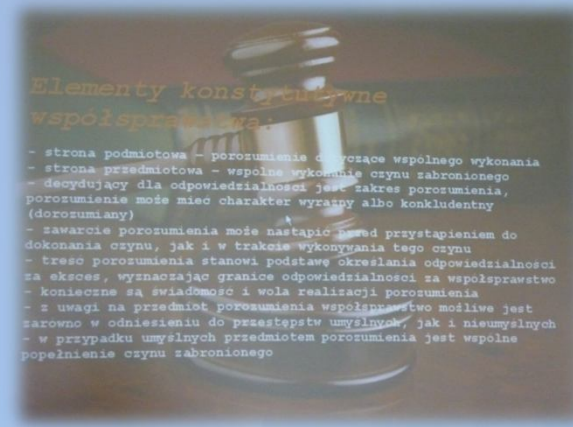 Elementy konstytutywne
współsprawstwa:
- strona podmiotowa - porozumienie dotyczące wspólnego wykonania
- strona przedmiotowa - wspólne wykonanie czynu zabronionego
- decydujący dla odpowiedzialności jest zakres porozumienia,
porozumienie może mieć charakter wyraźny albo konkludentny
(dorozumiany)
- zawarcie porozumienia może nastąpić przed przystąpieniem do
dokonania czynu, jak i w trakcie wykonywania tego czynu
- treść porozumienia stanowi podstawę określania odpowiedzialności
za eksces, wyznaczając granice odpowiedzialności za współsprawstwo
- konieczne są świadomość i wola realizacji porozumienia
- z uwagi na przedmiot porozumienia współsprawstwo możliwe jest
zarówno w odniesieniu do przestępstw umyślnych, jak i nieumyślnych
- w przypadku umyślnych przedmiotem porozumienia jest wspólne
popełnienie czynu zabronionego